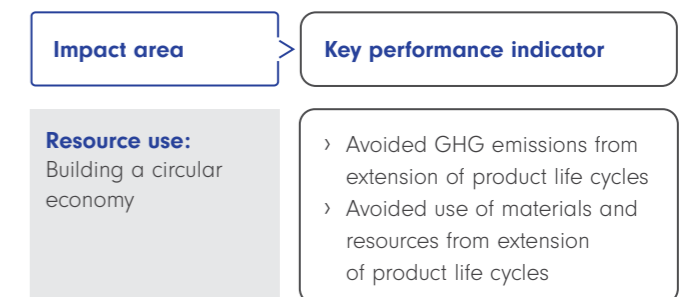 Impact area
Key performance indicator
Resource use:
Building a circular
economy
› Avoided GHG emissions from
extension of product life cycles
› Avoided use of materials and
resources from extension
of product life cycles